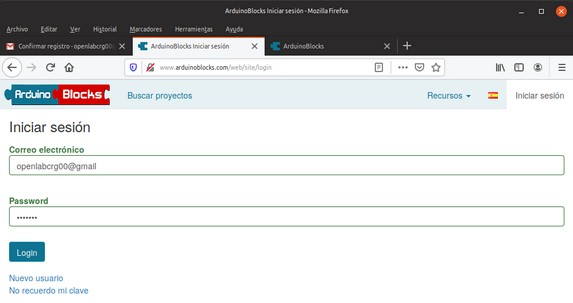 ArduinoBlocks Iniciar sesión - Mozilla Firefox
Archivo Editar Ver Historial Marcadores Herramientas Ayuda
Confirmar registro - openlabcrg00 ArduinoBlocks Iniciar sesión ArduinoBlocks
www.arduinoblocks.com/web/site/login
Arduino Blocks Buscar proyectos Recursos Iniciar sesión
Iniciar sesión
Correo electrónico
openlabcrg00@gmail
Password
•••••••
Login
Nuevo usuario
No recuerdo mi clave